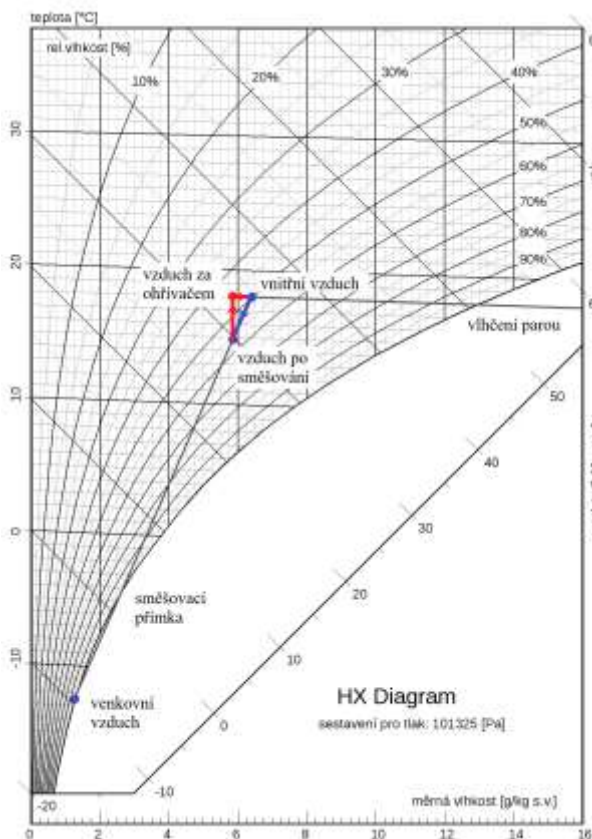 teplota [°C]
rel.vlhkost [%]
10%
20%
30%
40%
50%
60%
70%
80%
90%
30
20
10
0
-10
-20
vzduch za
ohřívačem
vnitřní vzduch
vzduch po
směšování
vlhčení parou
směšovací
přímka
venkovní
vzduch
50
40
30
20
10
0
-10
HX Diagram
sestavení pro tlak: 101325 [Pa]
měrná vlhkost [g/kg s.v.]
0
2
4
6
8
10
12
14
16